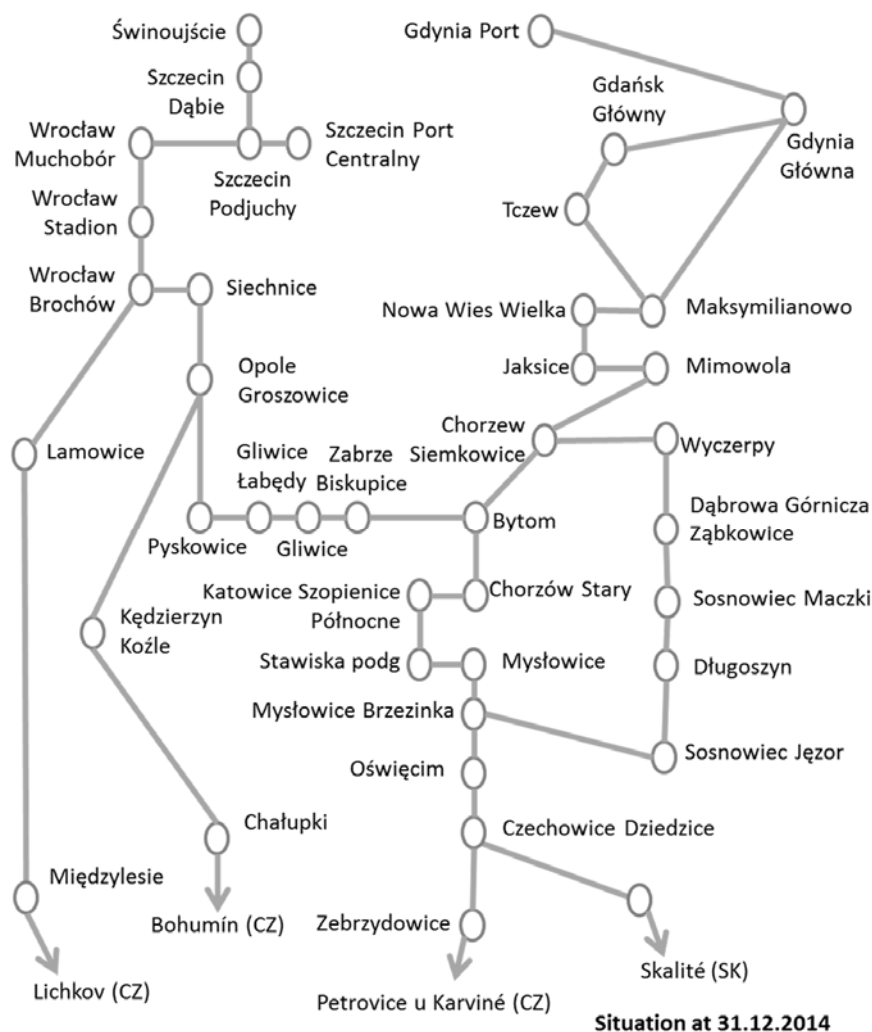 Świnoujście
Gdynia Port
Szczecin
Dąbie
Gdańsk
Główny
Wrocław
Muchobór
Szczecin Port
Centralny
Gdynia
Główna
Szczecin
Podjuchy
Wrocław
Stadion
Tczew
Wrocław
Brochów
Siechnice
Nowa Wies Wielka
Maksymilianowo
Opole
Groszowice
Jaksice
Mimowola
Chorzew
Siemkowice
Wyczerpy
Lamowice
Gliwice
Łabędy
Zabrze
Biskupice
Dąbrowa Górnicza
Ząbkowice
Pyskowice
Gliwice
Bytom
Katowice Szopienice
Północne
Chorzów Stary
Sosnowiec Maczki
Kędzierzyn
Koźle
Stawiska podg
Mysłowice
Długoszyn
Mysłowice Brzezinka
Sosnowiec Jęzor
Oświęcim
Chałupki
Czechowice Dziedzice
Międzylesie
Bohumín (CZ)
Zebrzydowice
Skalité (SK)
Lichkov (CZ)
Petrovice u Karviné (CZ)
Situation at 31.12.2014